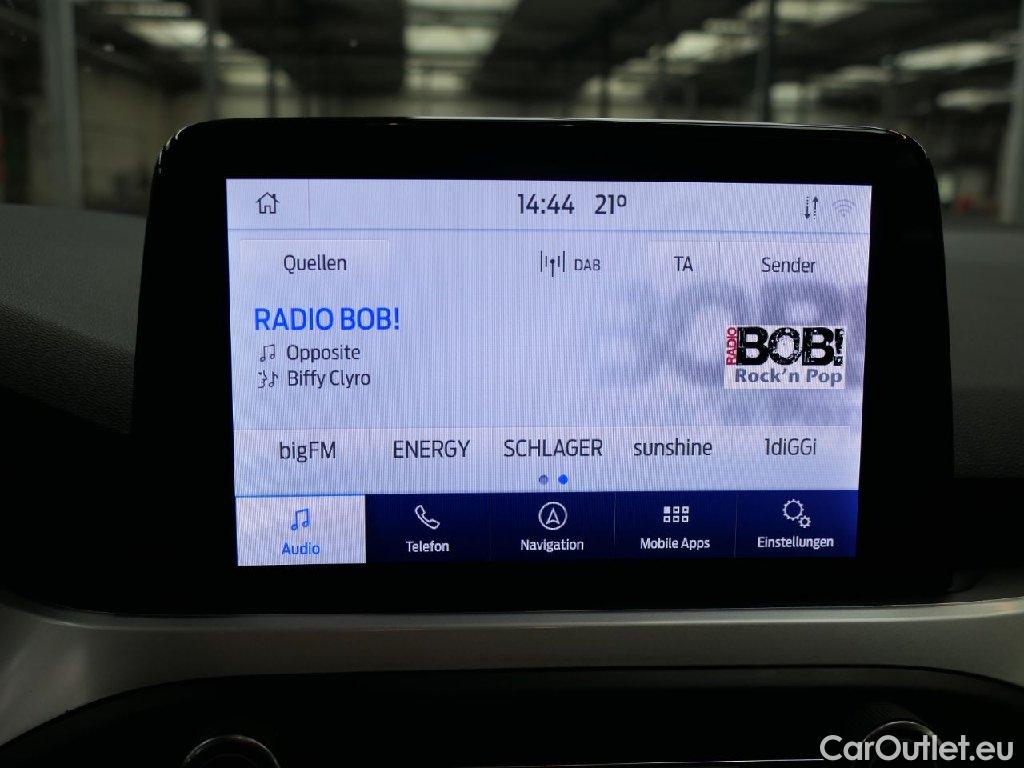 14:44 21°
Quellen DAB TA Sender
RADIO BOB!
Opposite
Biffy Clyro
RADIO BOB!
Rock'n Pop
bigFM ENERGY SCHLAGER sunshine 1diGGi
Audio Telefon Navigation Mobile Apps Einstellungen
CarOutlet.eu